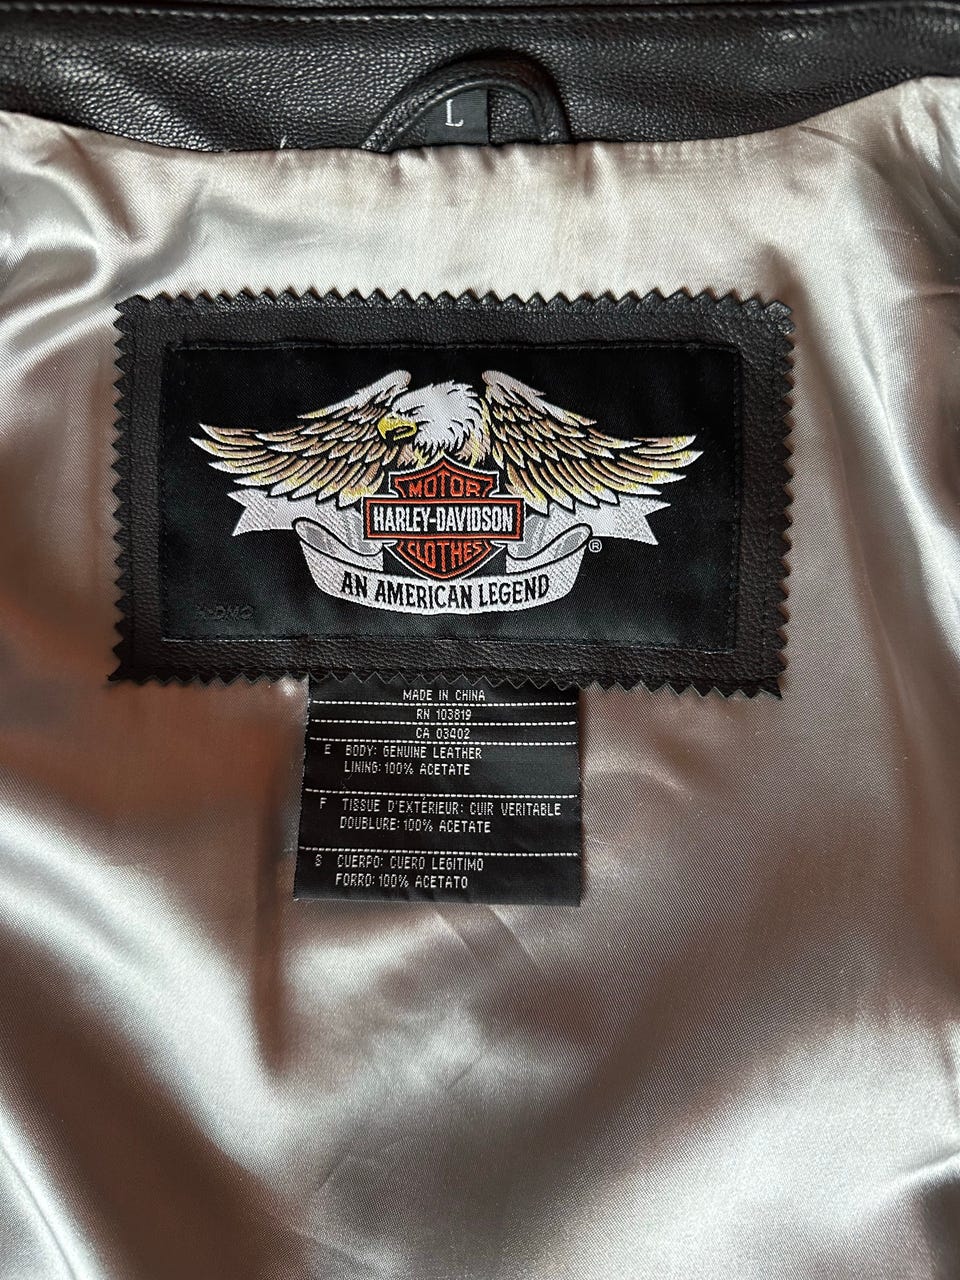 L
MOTOR
HARLEY-DAVIDSON
CLOTHES
®
AN AMERICAN LEGEND
H-DMC
MADE IN CHINA
RN 103819
CA 03402
E BODY: GENUINE LEATHER
LINING: 100% ACETATE
F TISSUE D'EXTÉRIEUR: CUIR VERITABLE
DOUBLURE: 100% ACETATE
S CUERPO: CUERO LEGITIMO
FORRO: 100% ACETATO